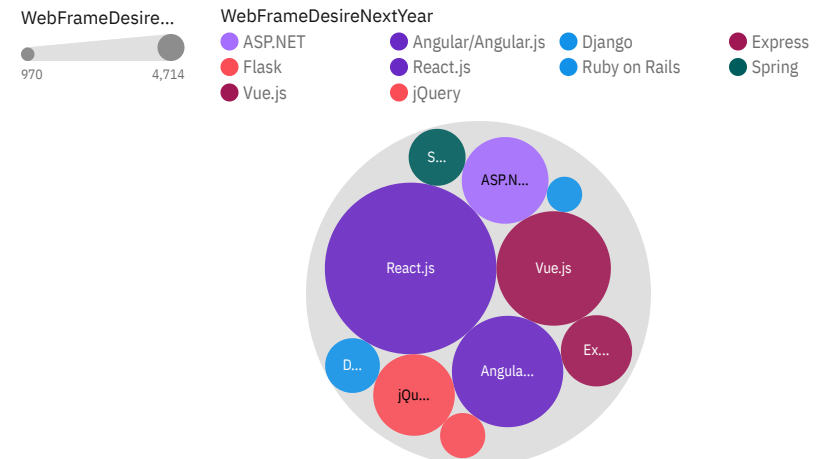 WebFrameDesire...
970
4,714
WebFrameDesireNextYear
ASP.NET
Angular/Angular.js
Django
Express
Flask
React.js
Ruby on Rails
Spring
Vue.js
jQuery
S...
ASP.N...
React.js
Vue.js
Ex...
D...
Angula...
jQu...